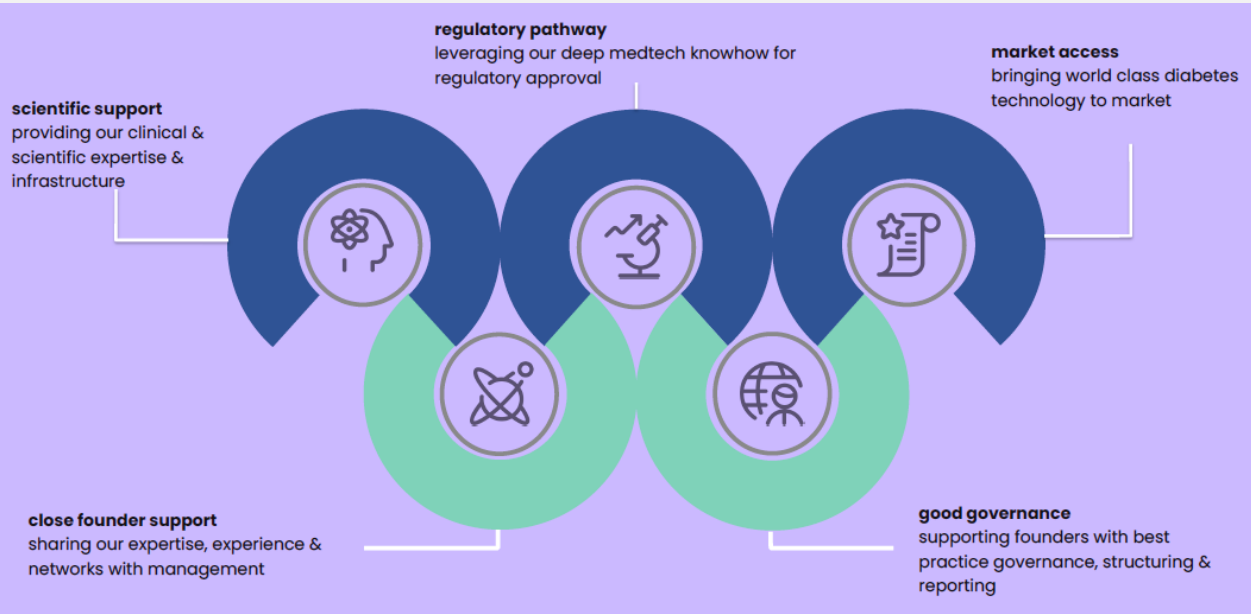 regulatory pathway
leveraging our deep medtech knowhow for
regulatory approval
market access
bringing world class diabetes
technology to market
scientific support
providing our clinical &
scientific expertise &
infrastructure
close founder support
sharing our expertise, experience &
networks with management
good governance
supporting founders with best
practice governance, structuring &
reporting